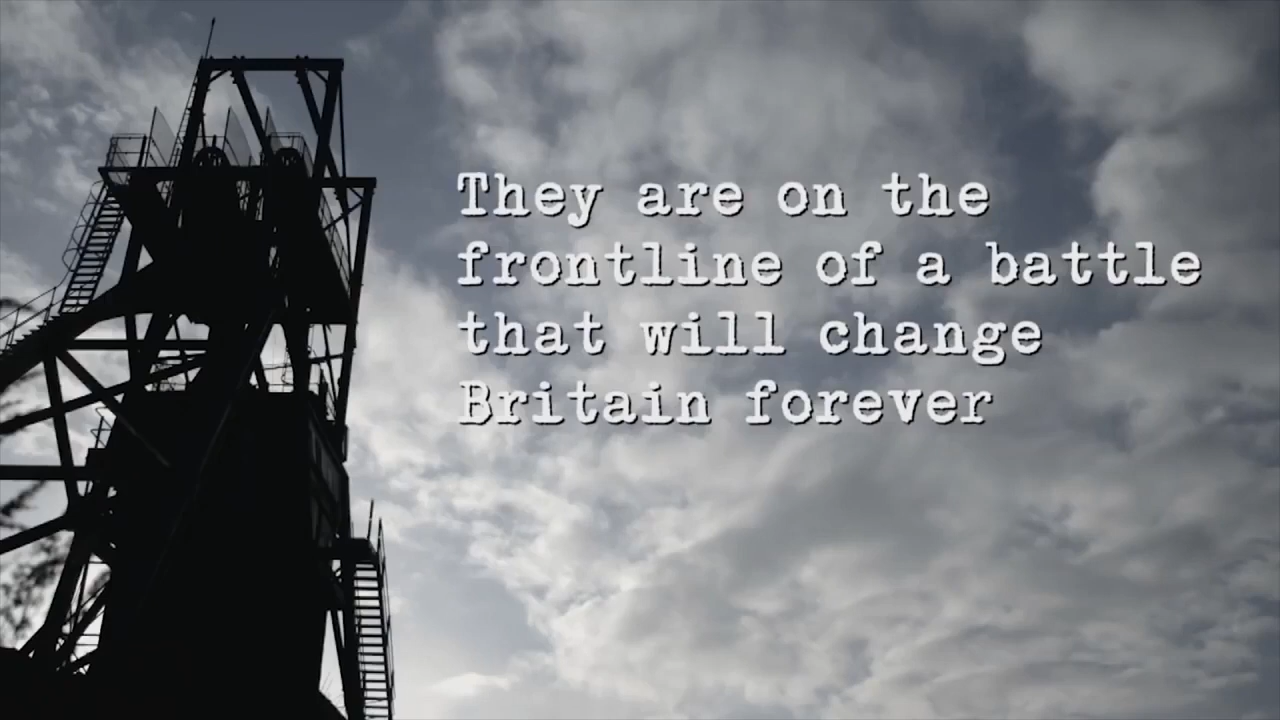 They are on the
frontline of a battle
that will change
Britain forever